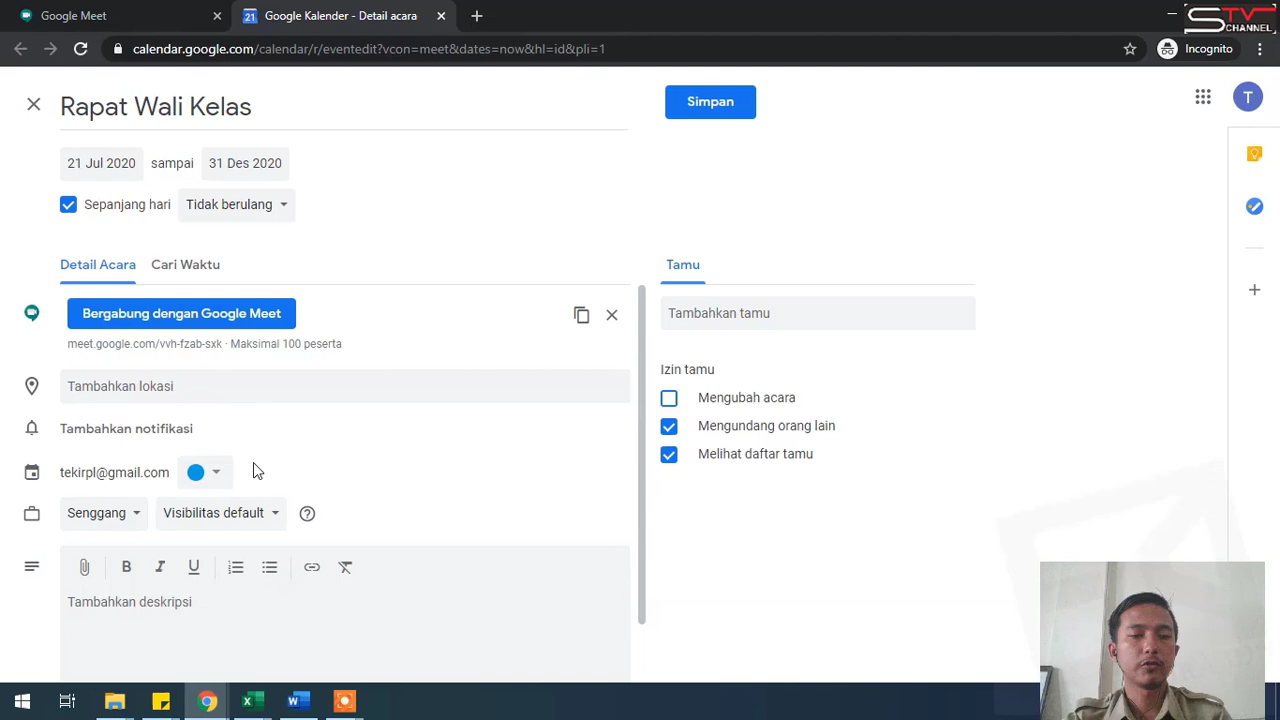 Google Meet
Google Kalender - Detail acara
21
STV
CHANNEL
calendar.google.com/calendar/r/eventedit?vcon=meet&dates=now&hl=id&pli=1
Incognito
Rapat Wali Kelas
Simpan
T
21 Jul 2020 sampai 31 Des 2020
Sepanjang hari Tidak berulang
Detail Acara Cari Waktu
Tamu
Bergabung dengan Google Meet
Tambahkan tamu
meet.google.com/vvh-fzab-sxk · Maksimal 100 peserta
Izin tamu
Tambahkan lokasi
Mengubah acara
Tambahkan notifikasi
Mengundang orang lain
Melihat daftar tamu
tekirpl@gmail.com
Senggang Visibilitas default ?
B I U
Tambahkan deskripsi
X W